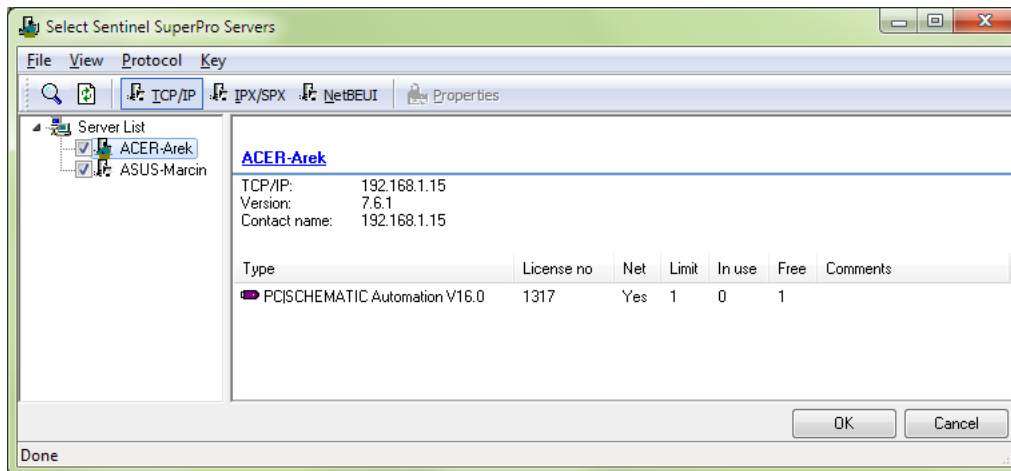 Select Sentinel SuperPro Servers
File View Protocol Key
TCP/IP IPX/SPX NetBEUI Properties
Server List
ACER-Arek
ASUS-Marcin
ACER-Arek
TCP/IP: 192.168.1.15
Version: 7.6.1
Contact name: 192.168.1.15
Type License no Net Limit In use Free Comments
PC|SCHEMATIC Automation V16.0 1317 Yes 1 0 1
OK Cancel
Done